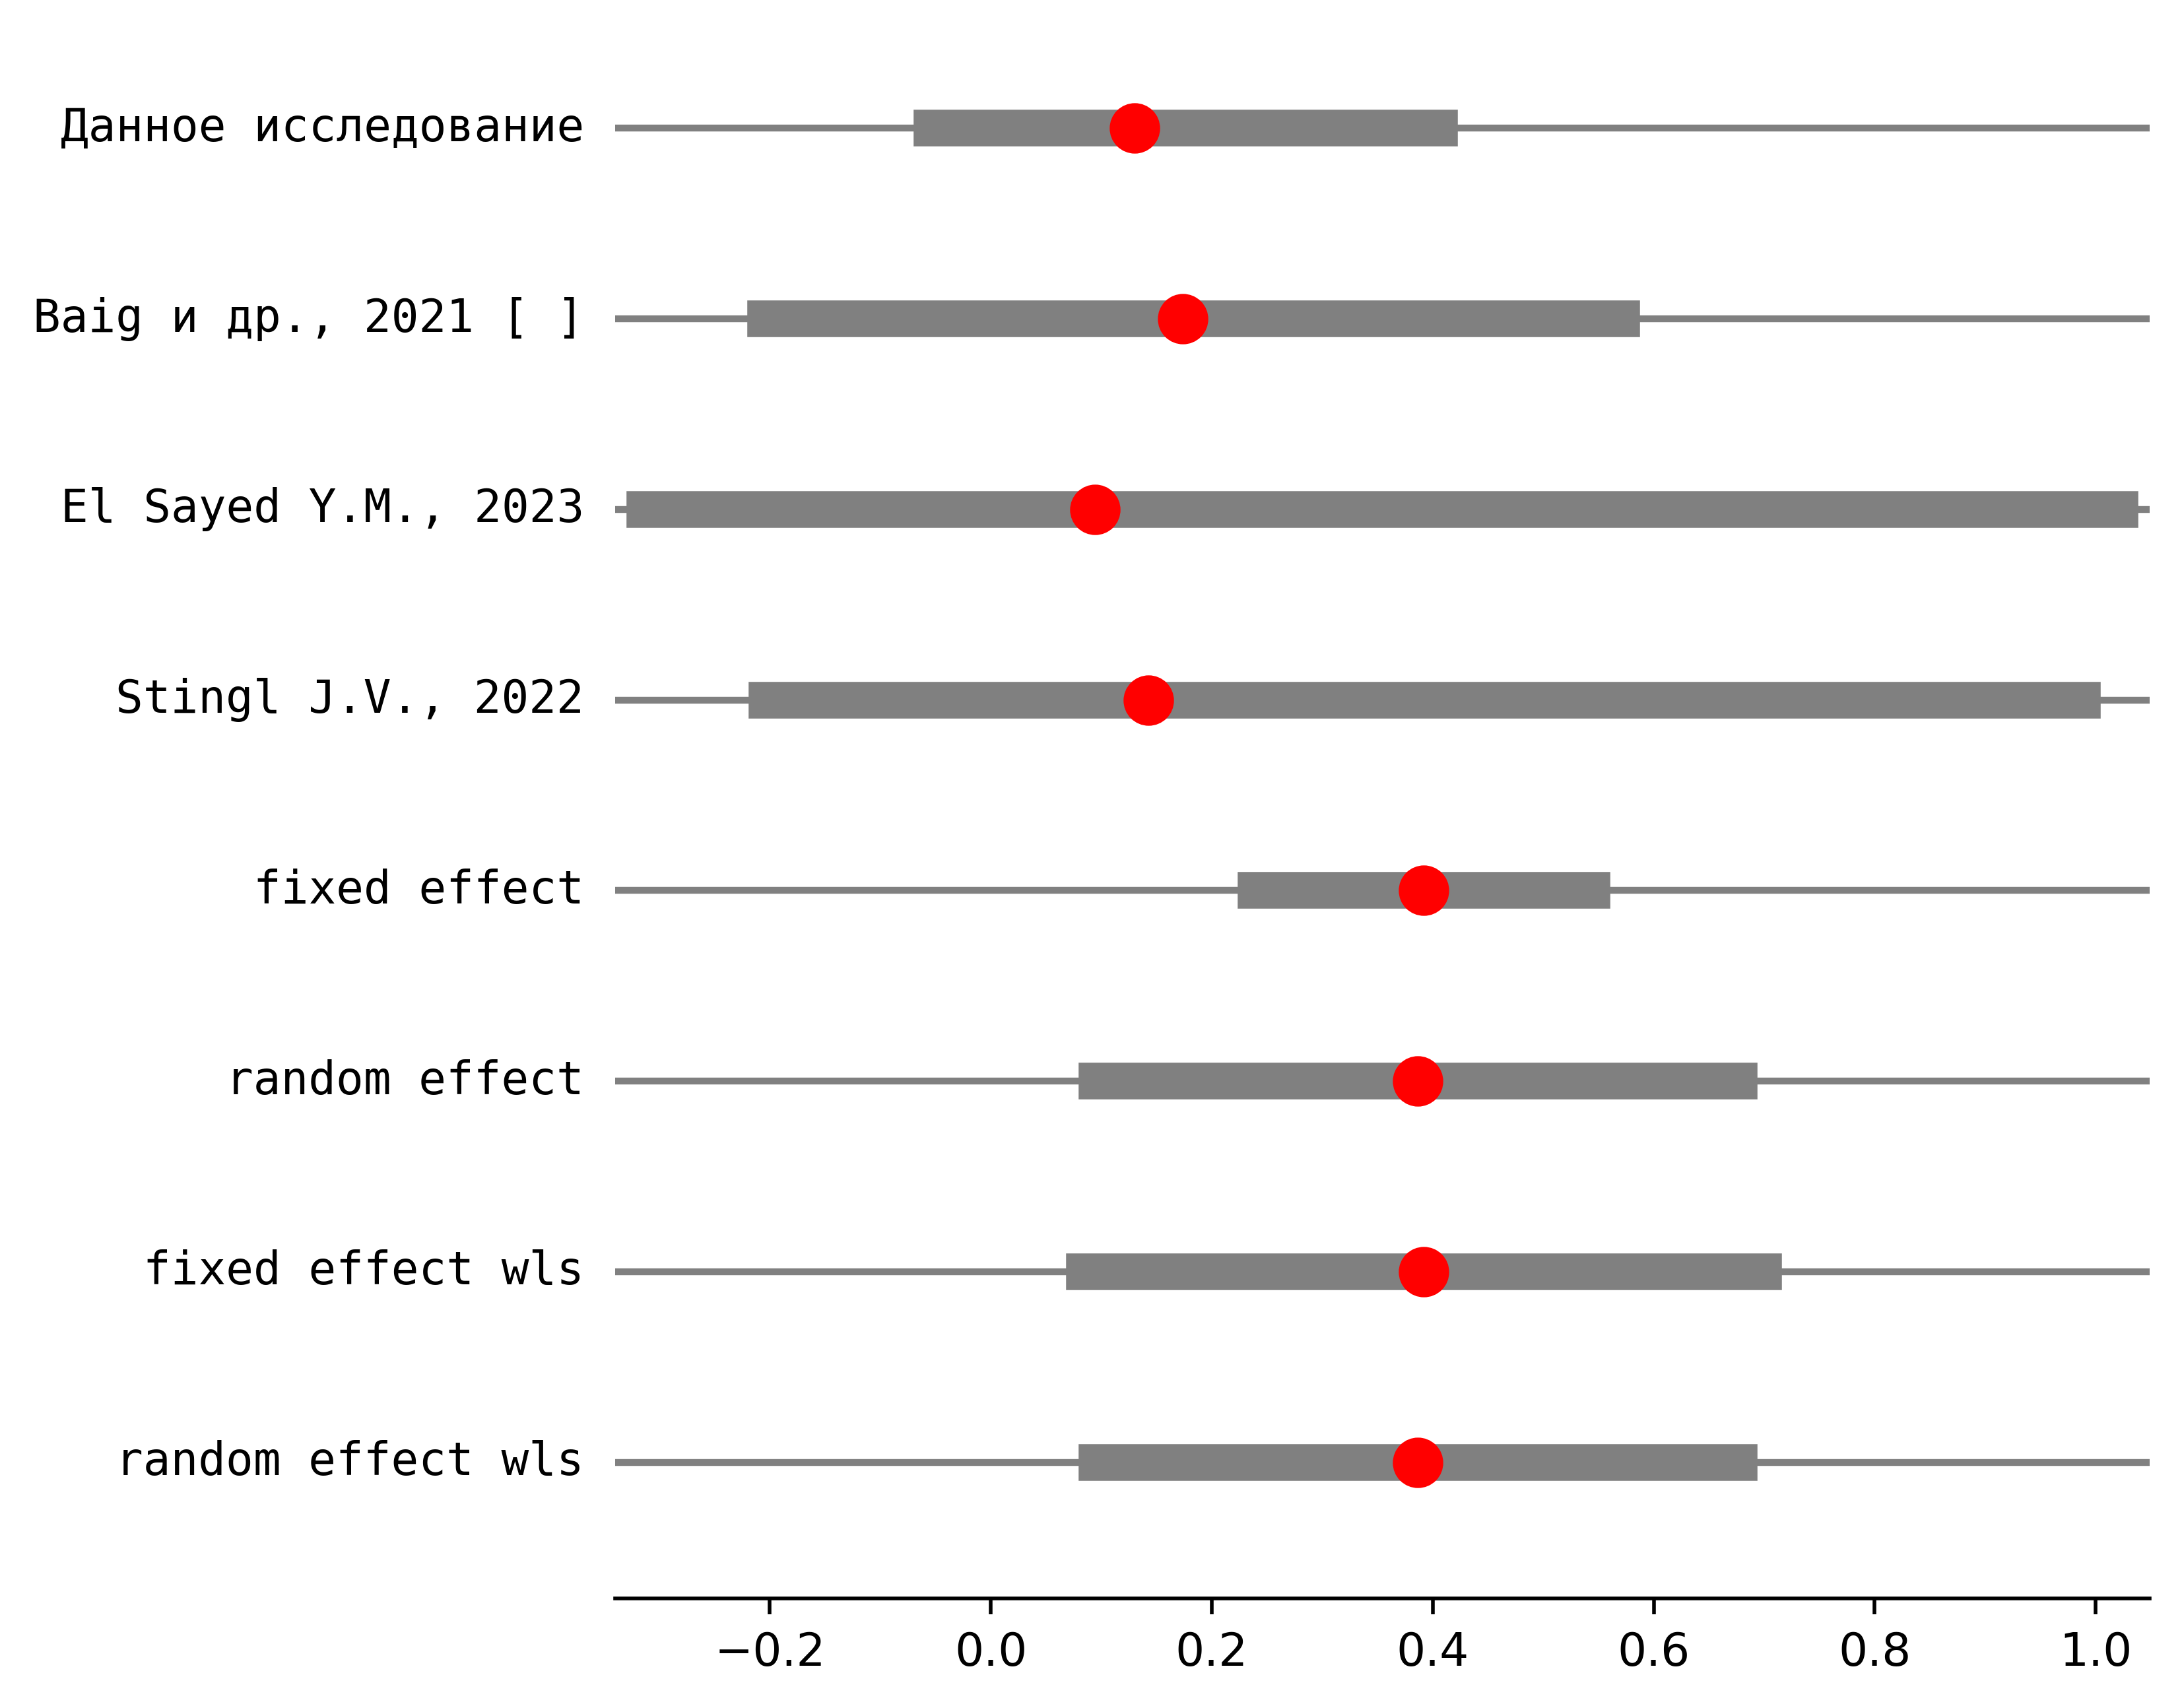 Данное исследование
Baig и др., 2021 [ ]
El Sayed Y.M., 2023
Stingl J.V., 2022
fixed effect
random effect
fixed effect wls
random effect wls
−0.2 0.0 0.2 0.4 0.6 0.8 1.0